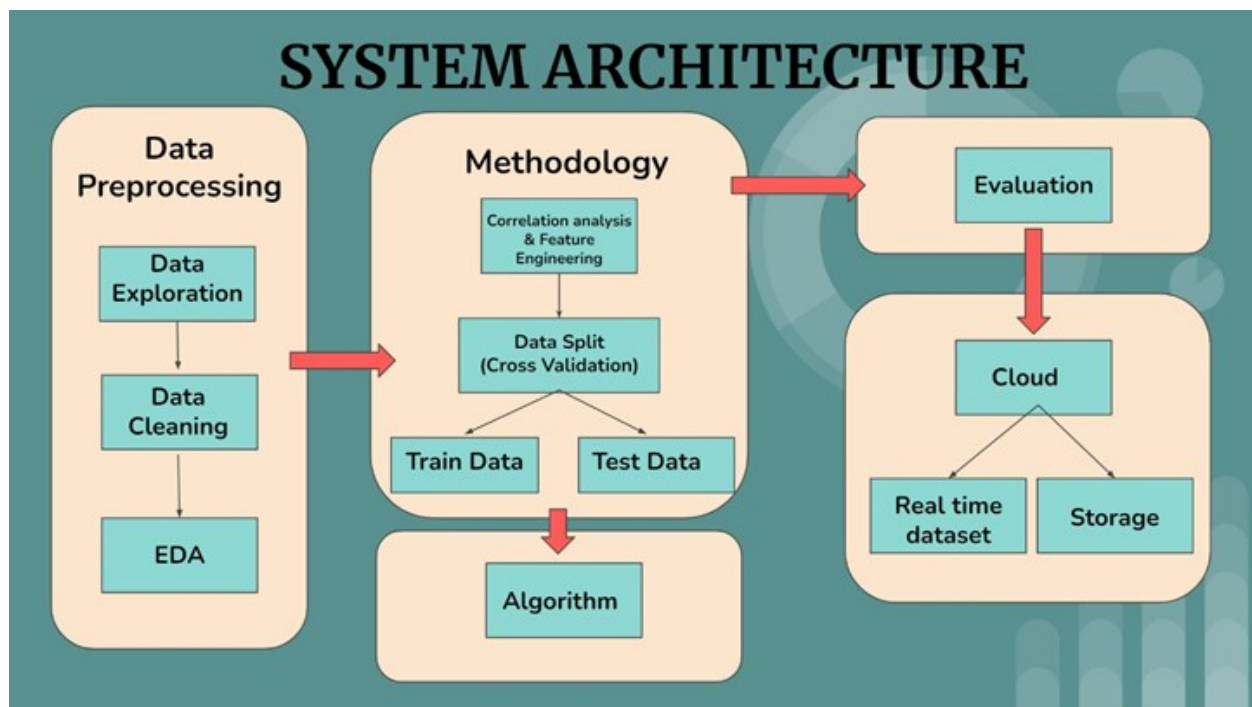 SYSTEM ARCHITECTURE
Data
Preprocessing
Data
Exploration
Data
Cleaning
EDA
Methodology
Correlation analysis
& Feature
Engineering
Data Split
(Cross Validation)
Train Data
Test Data
Algorithm
Evaluation
Cloud
Real time
dataset
Storage